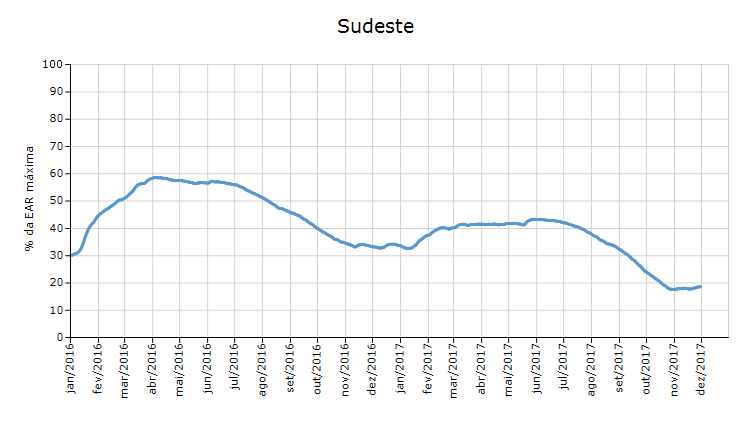 Sudeste
% da EAR máxima
100
90
80
70
60
50
40
30
20
10
0
jan/2016
fev/2016
mar/2016
abr/2016
mai/2016
jun/2016
jul/2016
ago/2016
set/2016
out/2016
nov/2016
dez/2016
jan/2017
fev/2017
mar/2017
abr/2017
mai/2017
jun/2017
jul/2017
ago/2017
set/2017
out/2017
nov/2017
dez/2017